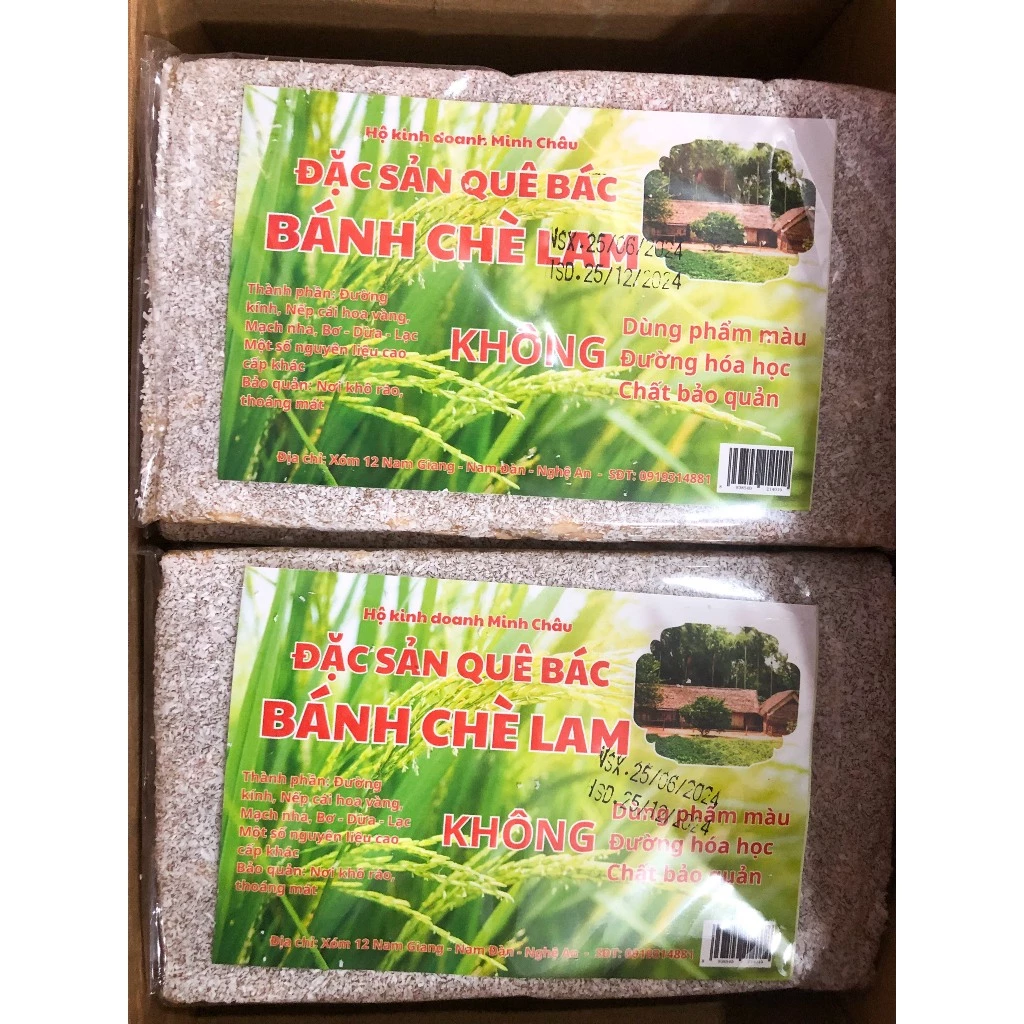 Hộ kinh doanh Minh Châu
ĐẶC SẢN QUÊ BÁC
BÁNH CHÈ LAM
NSX.25/06/2024
HSD.25/12/2024
Thành phần: Đường
kính, Nếp cái hoa vàng,
Mạch nha, Bơ - Dừa - Lạc
Một số nguyên liệu cao
cấp khác
Bảo quản: Nơi khô ráo,
thoáng mát
KHÔNG
Dùng phẩm màu
Đường hóa học
Chất bảo quản
Địa chỉ: Xóm 12 Nam Giang - Nam Đàn - Nghệ An - SĐT: 0919314881
Hộ kinh doanh Minh Châu
ĐẶC SẢN QUÊ BÁC
BÁNH CHÈ LAM
NSX.25/06/2024
HSD.25/12/2024
Thành phần: Đường
kính, Nếp cái hoa vàng,
Mạch nha, Bơ - Dừa - Lạc
Một số nguyên liệu cao
cấp khác
Bảo quản: Nơi khô ráo,
thoáng mát
KHÔNG
Dùng phẩm màu
Đường hóa học
Chất bảo quản
Địa chỉ: Xóm 12 Nam Giang - Nam Đàn - Nghệ An - SĐT: 0919314881